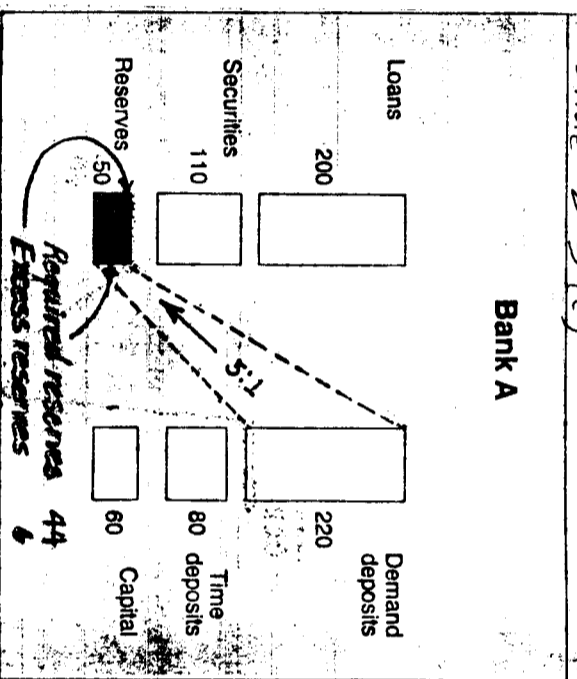 Bank A
Loans
200
Securities
110
Reserves
50
5:1
220
Demand
deposits
80
Time
deposits
60
Capital
Required reserves 44
Excess reserves 6